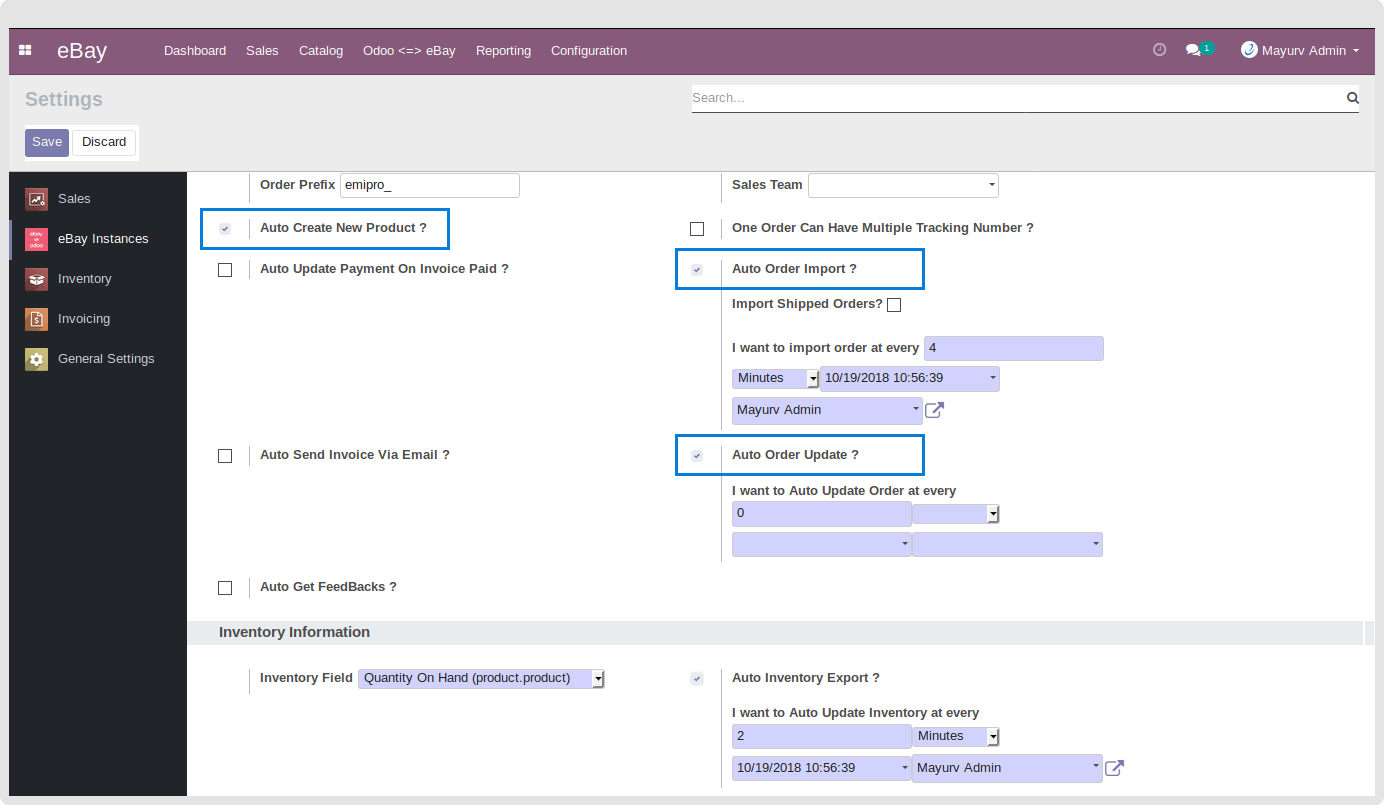 eBay Dashboard Sales Catalog Odoo <=> eBay Reporting Configuration 1 Mayurv Admin
Settings
Search...
Save Discard
Sales
eBay Instances
Inventory
Invoicing
General Settings
Order Prefix emipro_ Sales Team
Auto Create New Product ? One Order Can Have Multiple Tracking Number ?
Auto Update Payment On Invoice Paid ? Auto Order Import ?
Import Shipped Orders?
I want to import order at every 4
Minutes 10/19/2018 10:56:39
Mayurv Admin
Auto Send Invoice Via Email ? Auto Order Update ?
I want to Auto Update Order at every
0
Auto Get FeedBacks ?
Inventory Information
Inventory Field Quantity On Hand (product.product) Auto Inventory Export ?
I want to Auto Update Inventory at every
2 Minutes
10/19/2018 10:56:39 Mayurv Admin